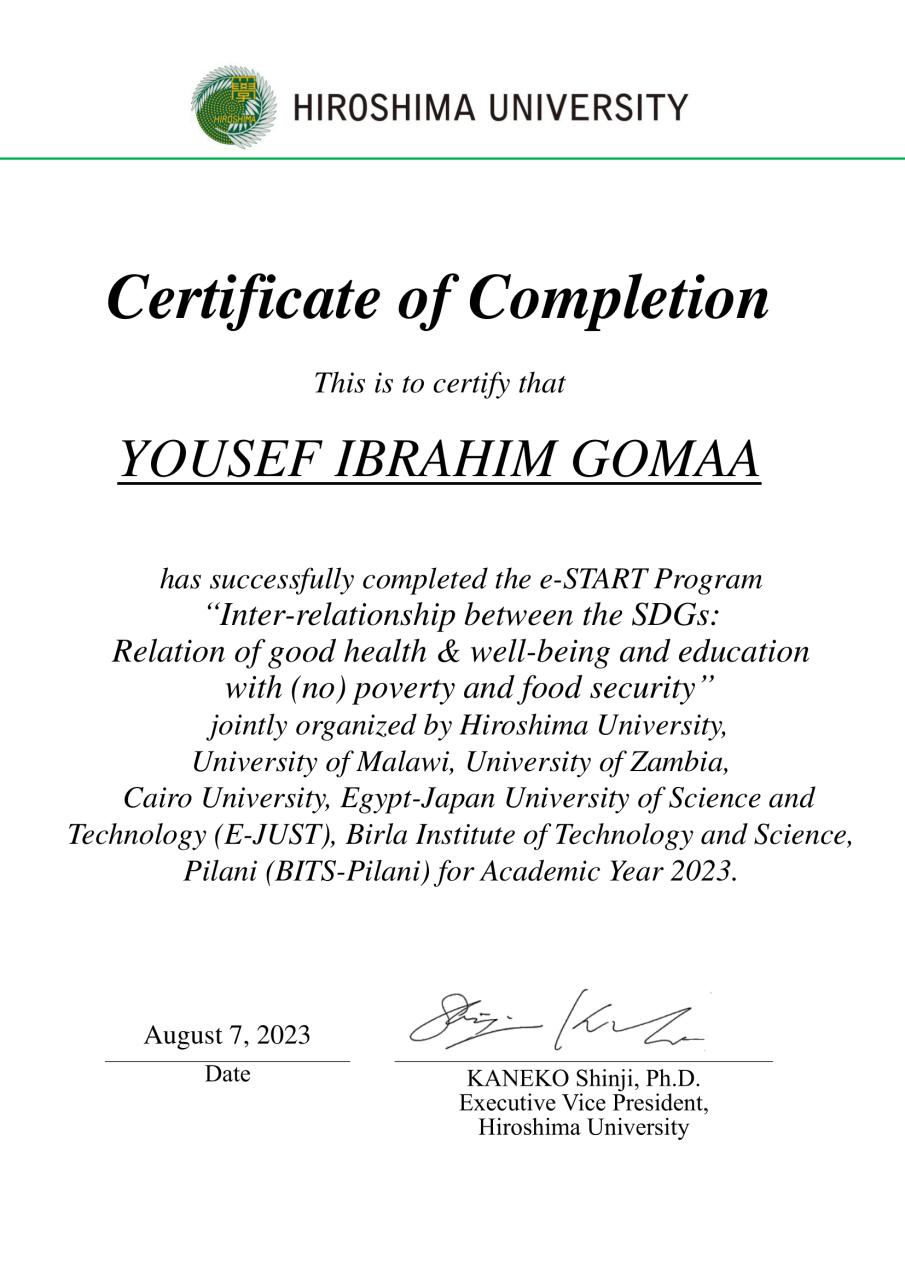 學
HIROSHIMA
HIROSHIMA UNIVERSITY
Certificate of Completion
This is to certify that
YOUSEF IBRAHIM GOMAA
has successfully completed the e-START Program
“Inter-relationship between the SDGs:
Relation of good health & well-being and education
with (no) poverty and food security”
jointly organized by Hiroshima University,
University of Malawi, University of Zambia,
Cairo University, Egypt-Japan University of Science and
Technology (E-JUST), Birla Institute of Technology and Science,
Pilani (BITS-Pilani) for Academic Year 2023.
August 7, 2023
Date
KANEKO Shinji, Ph.D.
Executive Vice President,
Hiroshima University